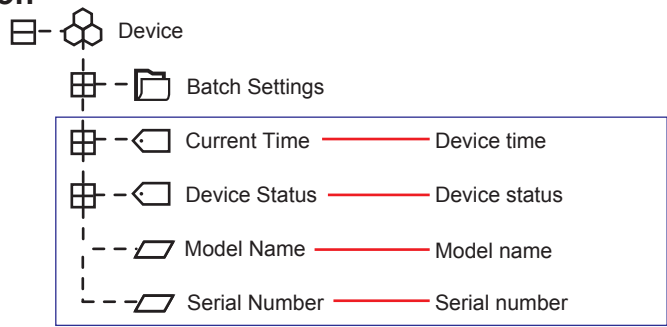 Device
Batch Settings
Current Time Device time
Device Status Device status
Model Name Model name
Serial Number Serial number